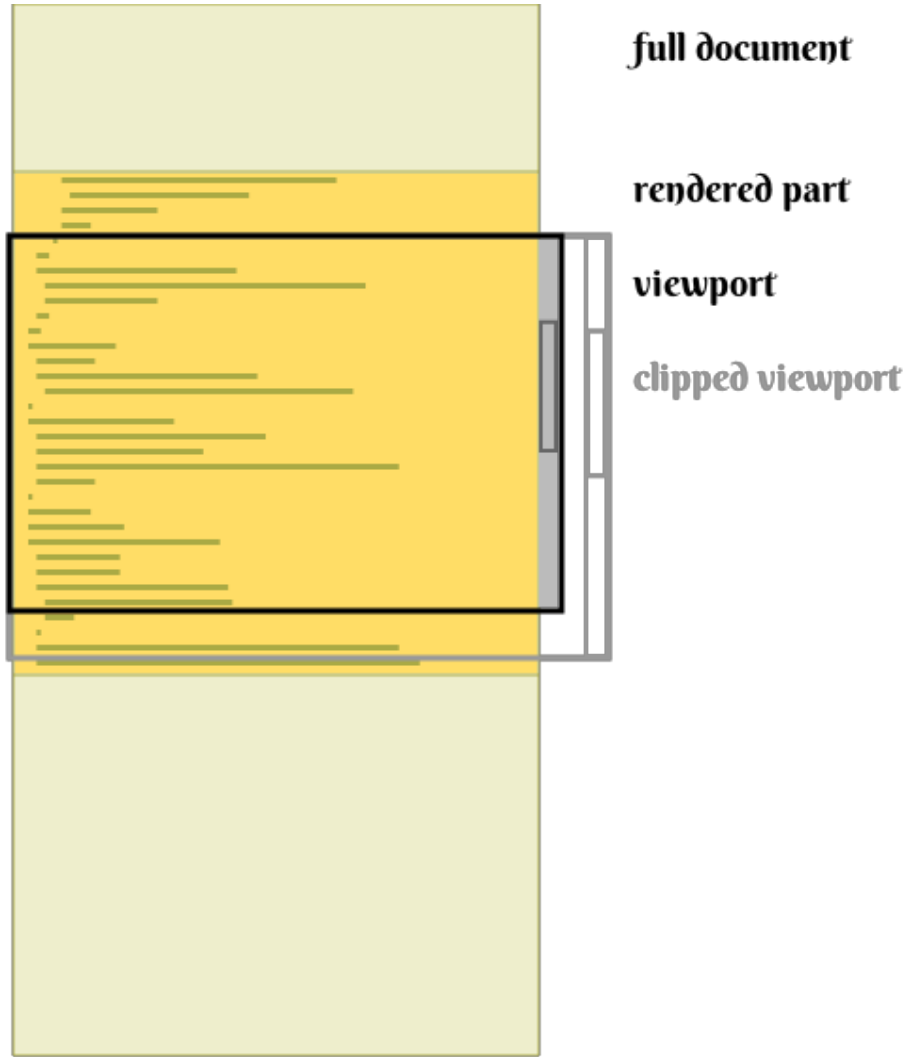 full document
rendered part
viewport
clipped viewport